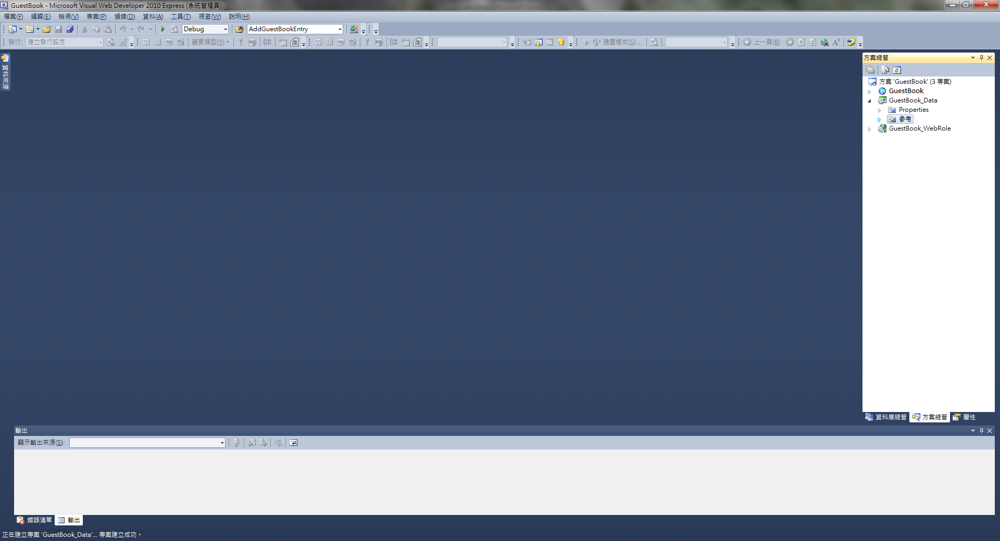 GuestBook - Microsoft Visual Web Developer 2010 Express (系統管理員)
檔案(F) 編輯(E) 檢視(V) 專案(P) 偵錯(D) 資料(A) 工具(T) 視窗(W) 說明(H)
Debug AddGuestBookEntry
發行: 建立發行設定 變更類型(Y) 建置樣式(S)... 上一頁(B)
資料來源
方案總管
方案 'GuestBook' (3 專案)
GuestBook
GuestBook_Data
Properties
參考
GuestBook_WebRole
資料庫總管 方案總管 屬性
輸出
顯示輸出來源(S):
錯誤清單 輸出
正在建立專案 'GuestBook_Data'... 專案建立成功。